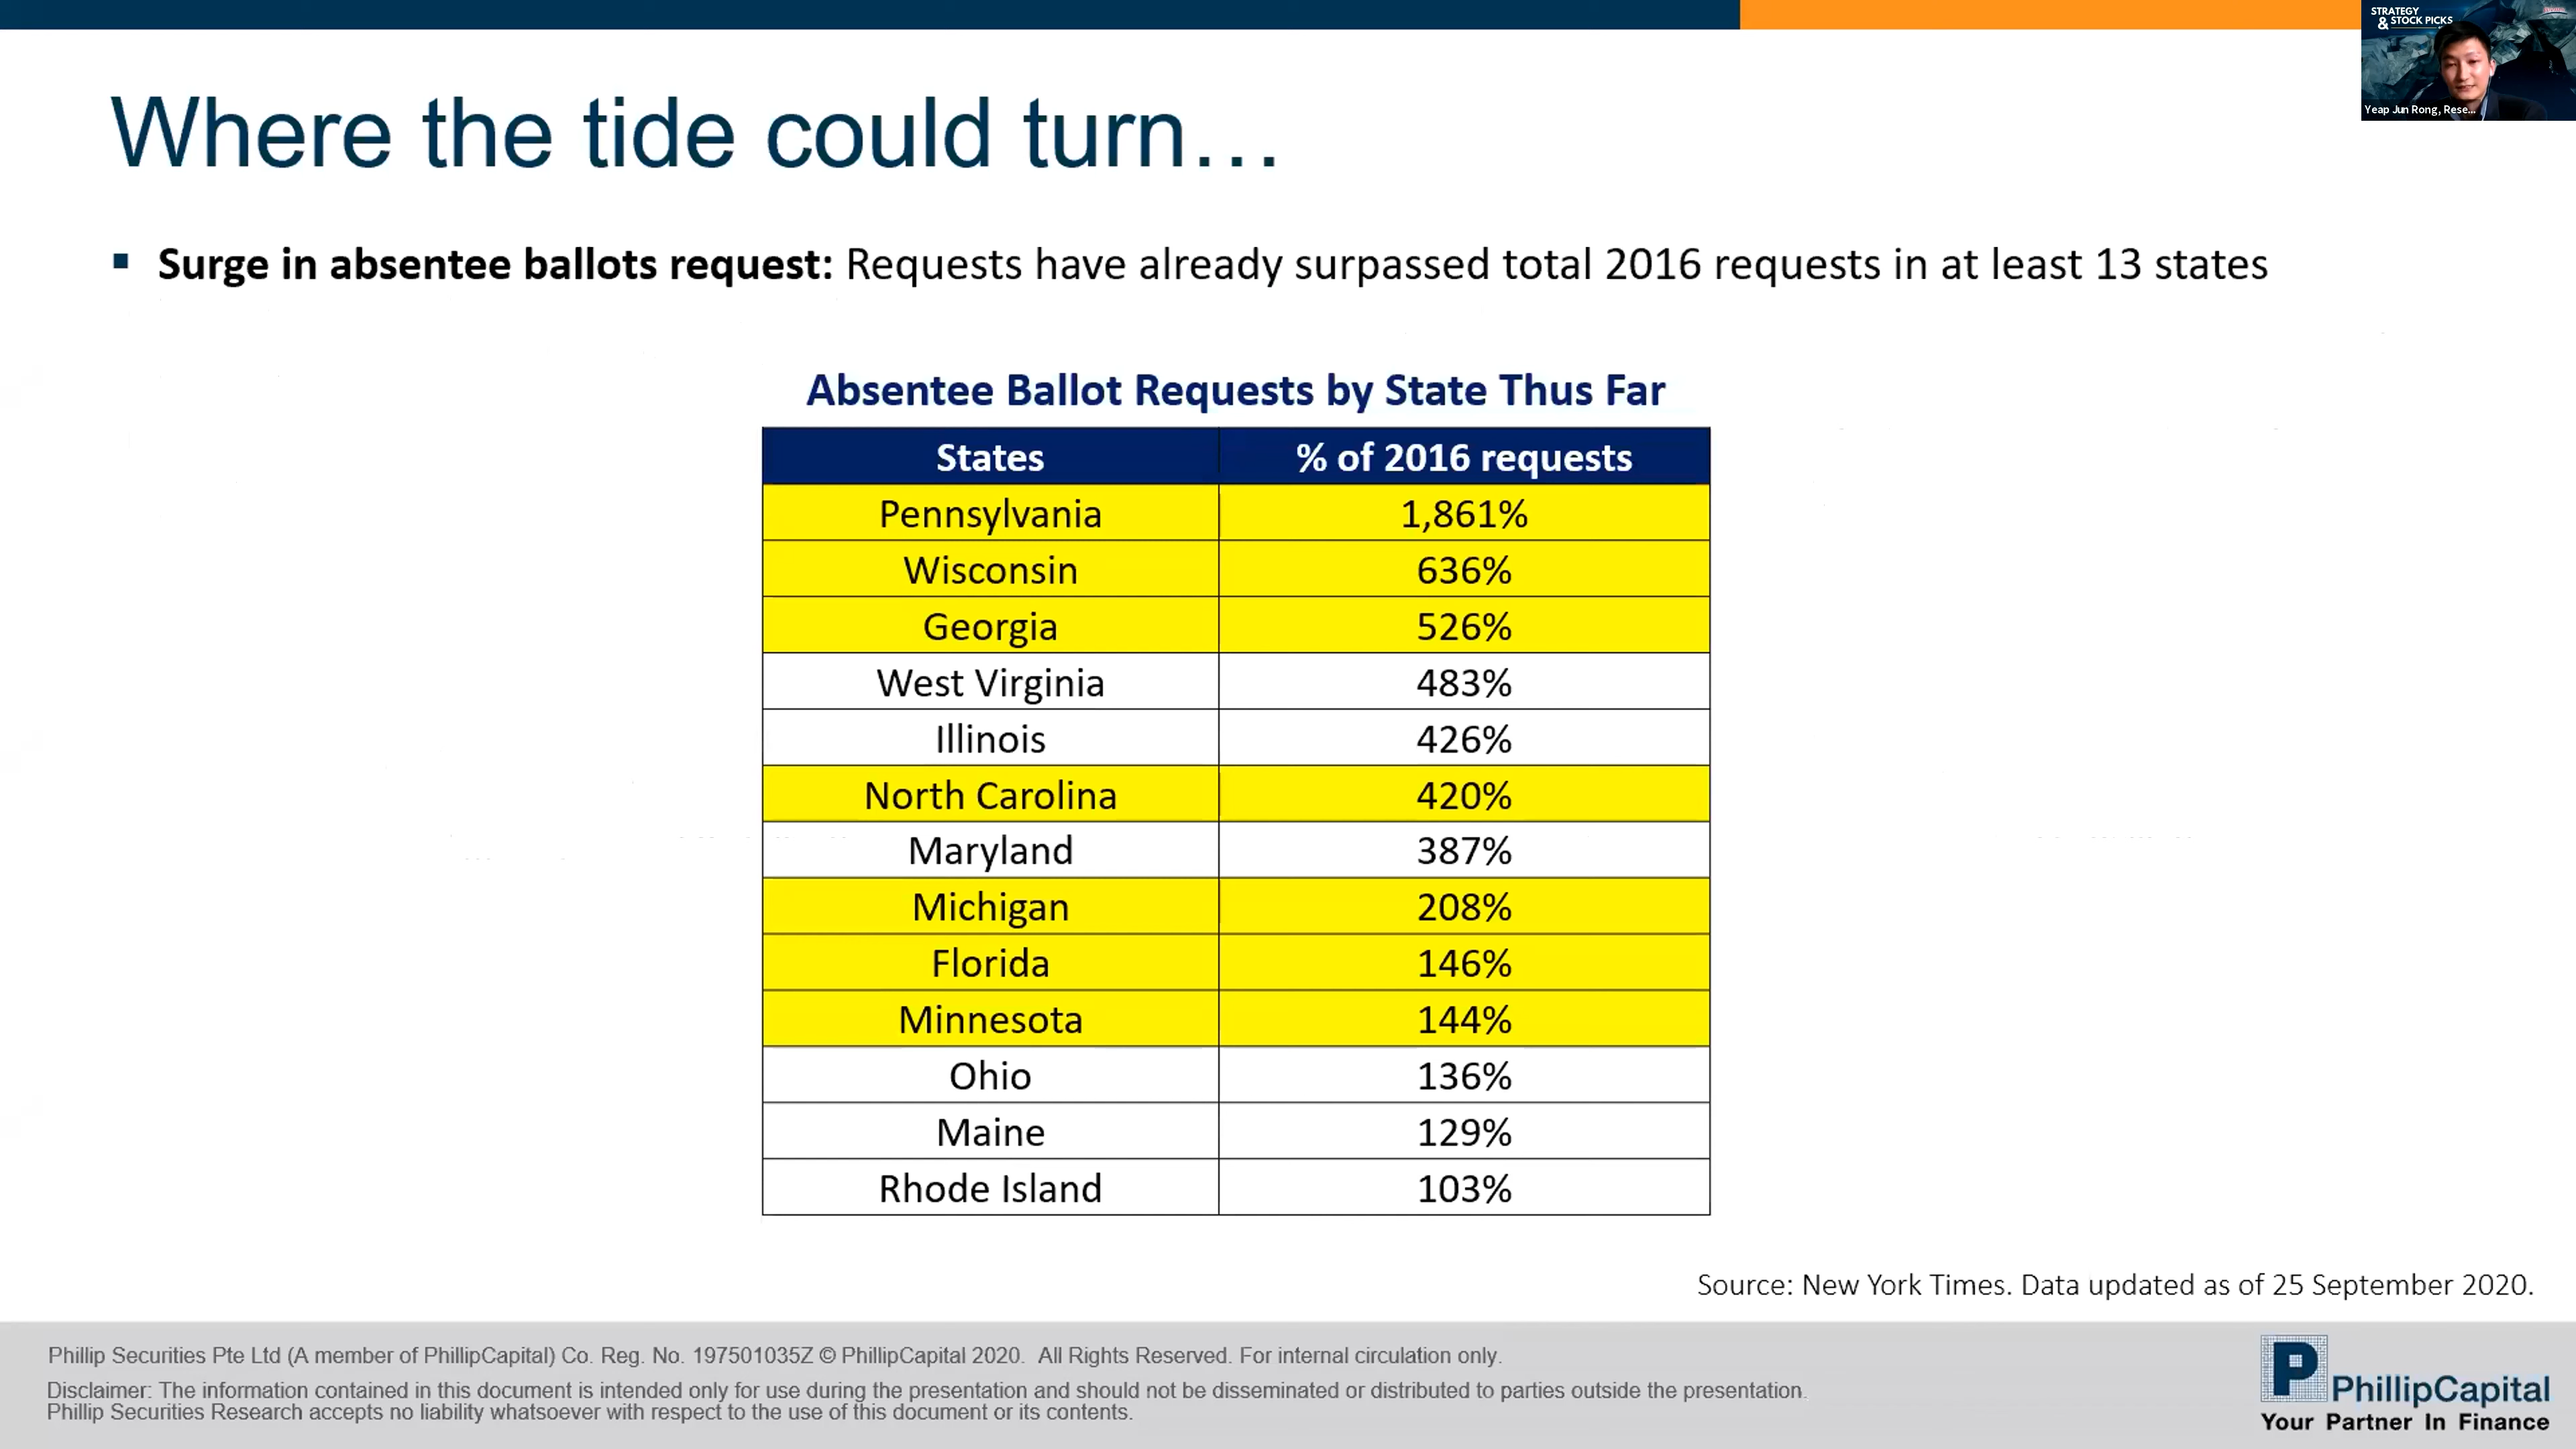 STRATEGY
& STOCK PICKS
Yeap Jun Rong, Rese...
Where the tide could turn...
▪ Surge in absentee ballots request: Requests have already surpassed total 2016 requests in at least 13 states
Absentee Ballot Requests by State Thus Far
States % of 2016 requests
Pennsylvania 1,861%
Wisconsin 636%
Georgia 526%
West Virginia 483%
Illinois 426%
North Carolina 420%
Maryland 387%
Michigan 208%
Florida 146%
Minnesota 144%
Ohio 136%
Maine 129%
Rhode Island 103%
Source: New York Times. Data updated as of 25 September 2020.
Phillip Securities Pte Ltd (A member of PhillipCapital) Co. Reg. No. 197501035Z © PhillipCapital 2020. All Rights Reserved. For internal circulation only.
Disclaimer: The information contained in this document is intended only for use during the presentation and should not be disseminated or distributed to parties outside the presentation.
Phillip Securities Research accepts no liability whatsoever with respect to the use of this document or its contents.
P PhillipCapital
Your Partner In Finance